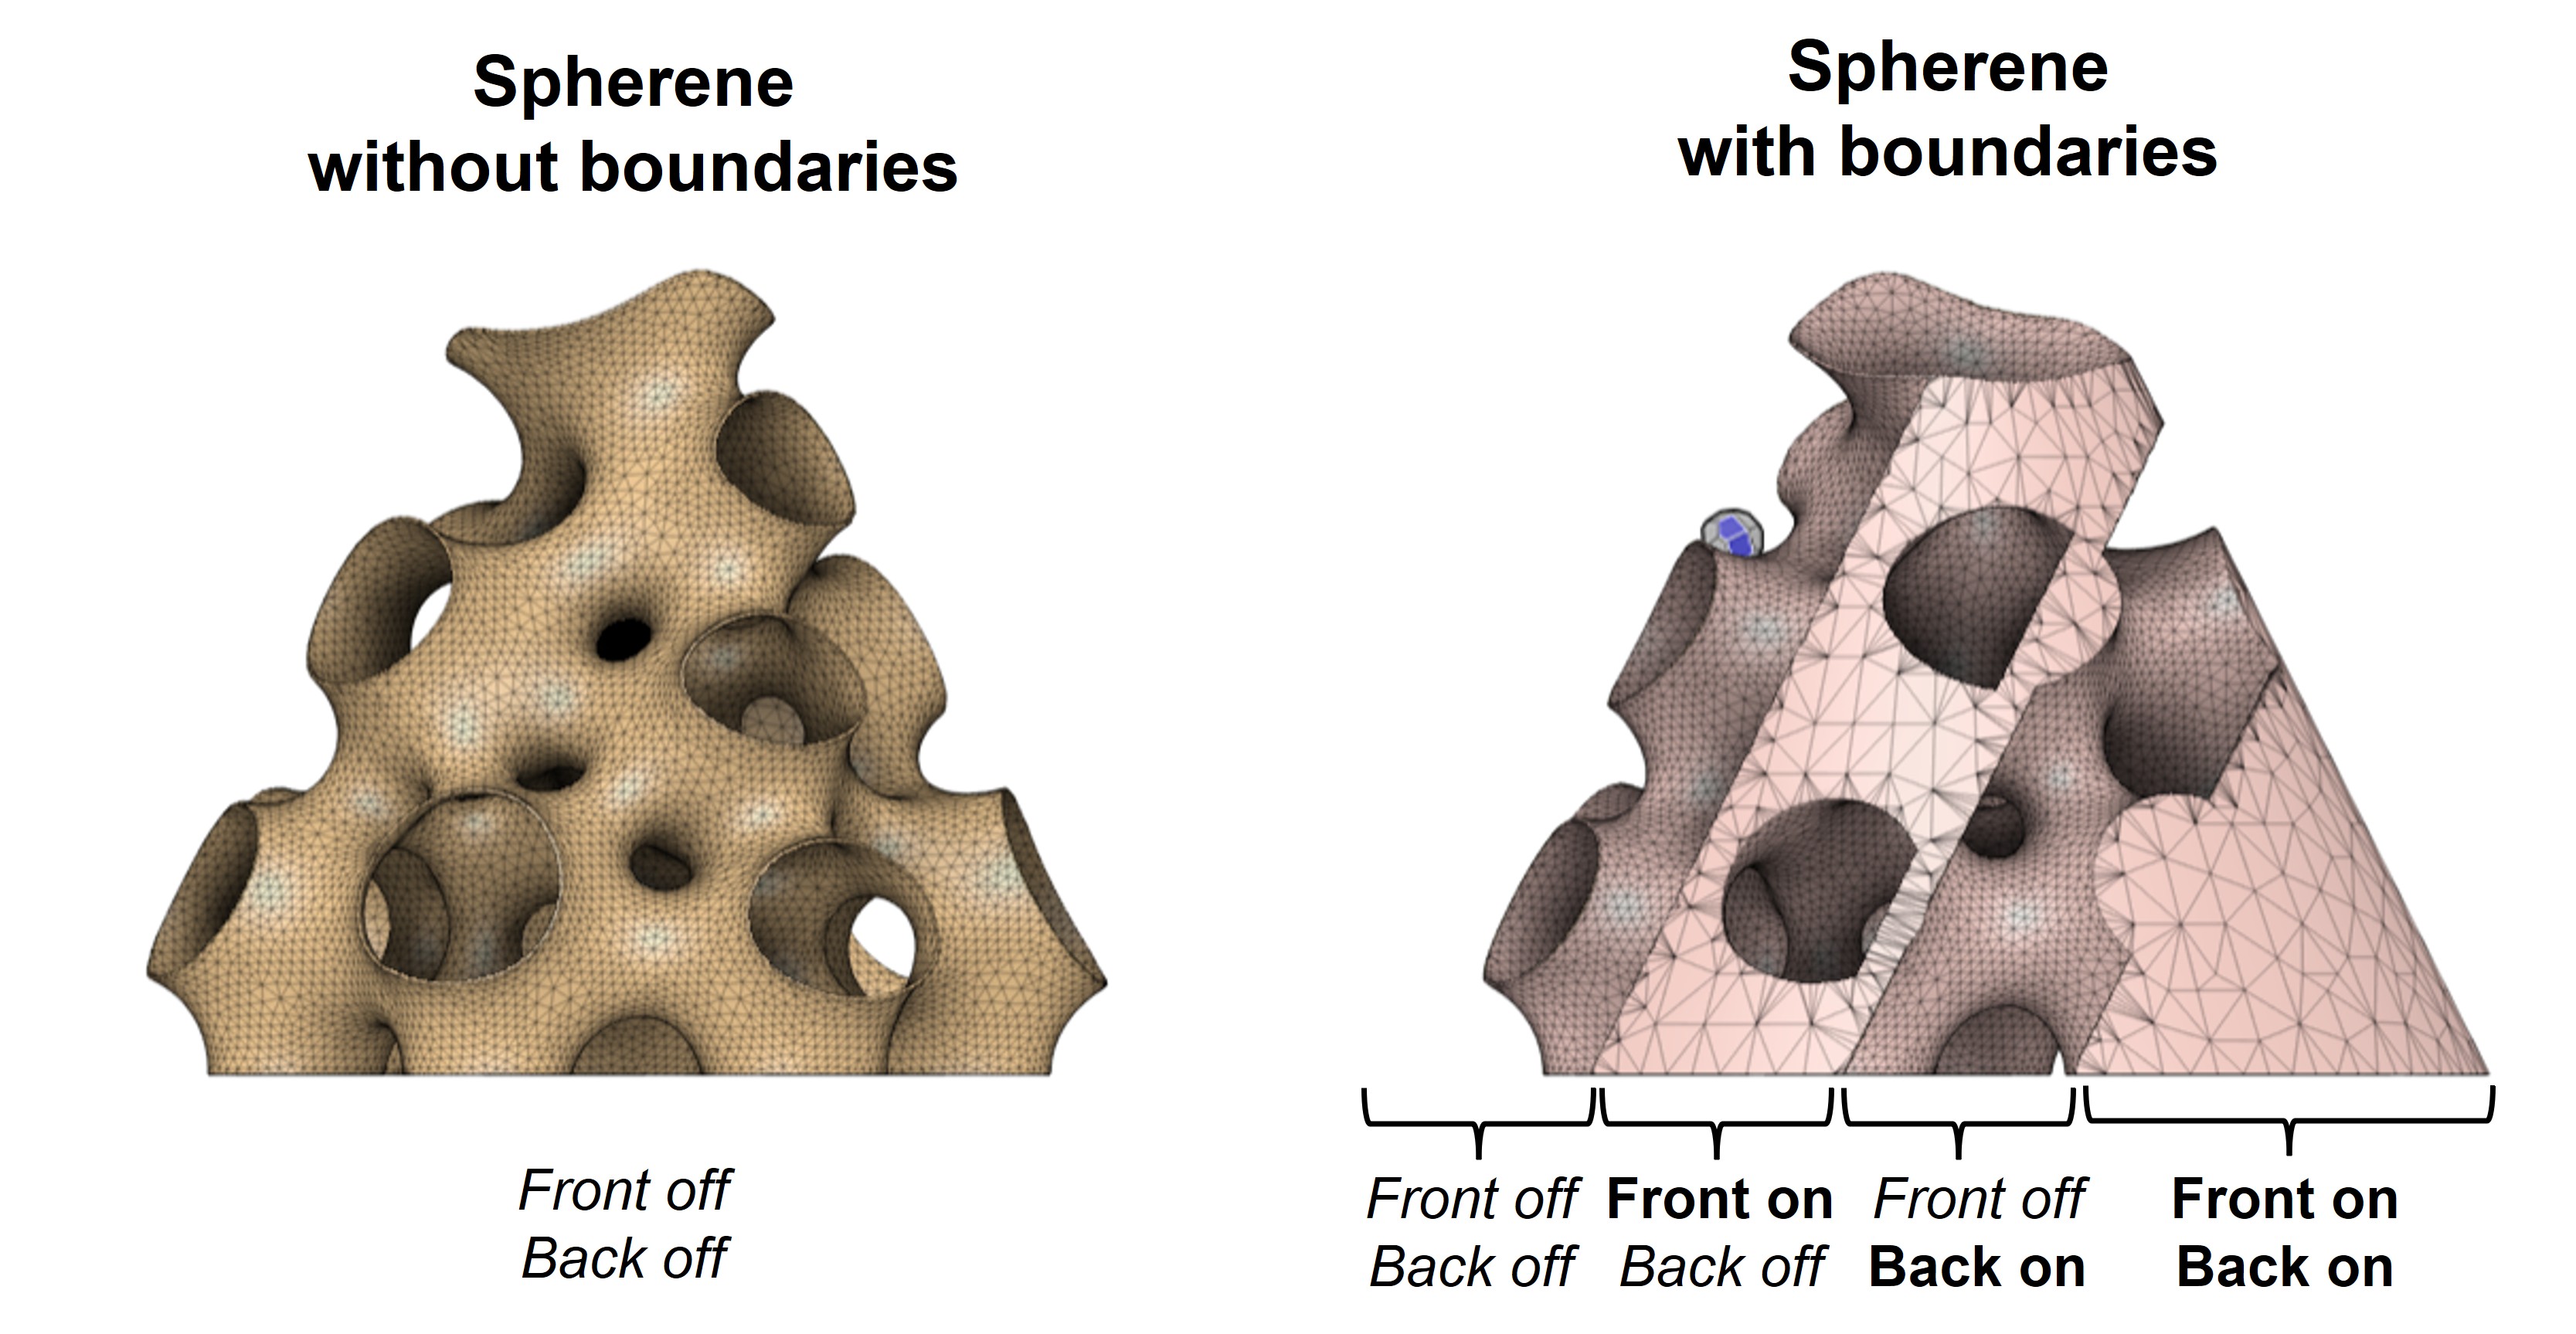 Spherene
without boundaries
Spherene
with boundaries
Front off
Back off
Front off
Back off
Front on
Back off
Front off
Back on
Front on
Back on